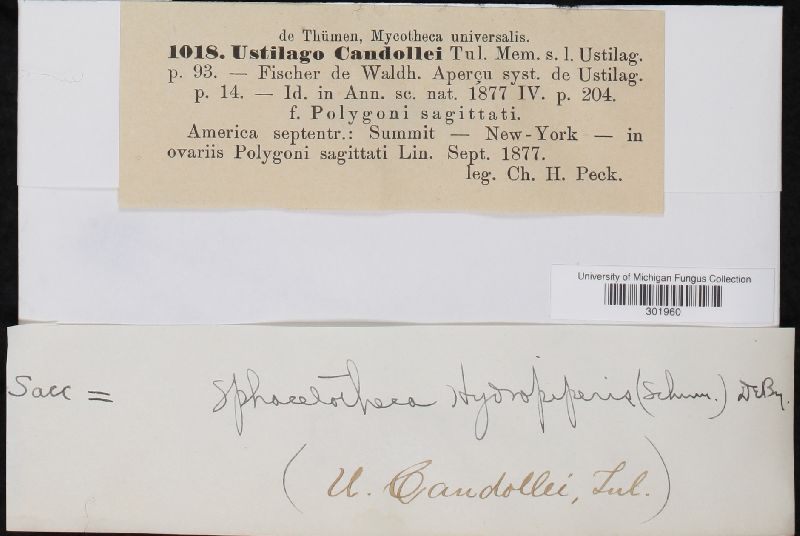 de Thümen, Mycotheca universalis.
1018. Ustilago Candollei Tul. Mem. s. l. Ustilag.
p. 93. — Fischer de Waldh. Aperçu syst. de Ustilag.
p. 14. — Id. in Ann. sc. nat. 1877 IV. p. 204.
f. Polygoni sagittati.
America septentr.: Summit — New-York — in
ovariis Polygoni sagittati Lin. Sept. 1877.
leg. Ch. H. Peck.
University of Michigan Fungus Collection
301960
Sacc = Sphacelotheca Hydropiperis (Schum.) DeBy.
(U. Candollei, Tul.)